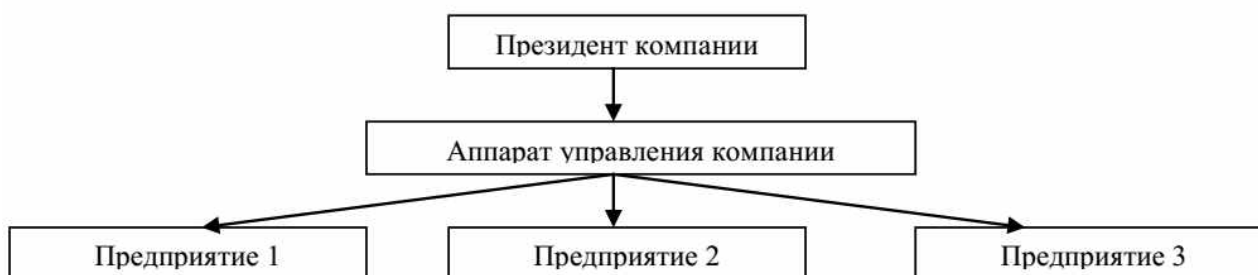 Президент компании
Аппарат управления компании
Предприятие 1
Предприятие 2
Предприятие 3